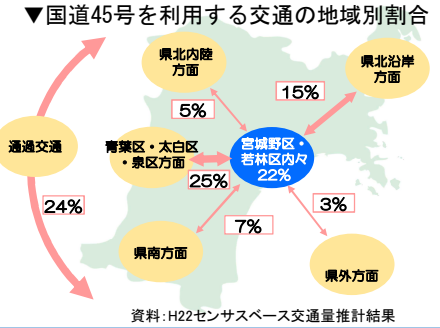 ▼国道45号を利用する交通の地域別割合
県北内陸
方面
県北沿岸
方面
15%
5%
通過交通
青葉区・太白区
・泉区方面
宮城野区・
若林区内々
22%
25%
24%
3%
7%
県南方面
県外方面
資料：H22センサスベース交通量推計結果